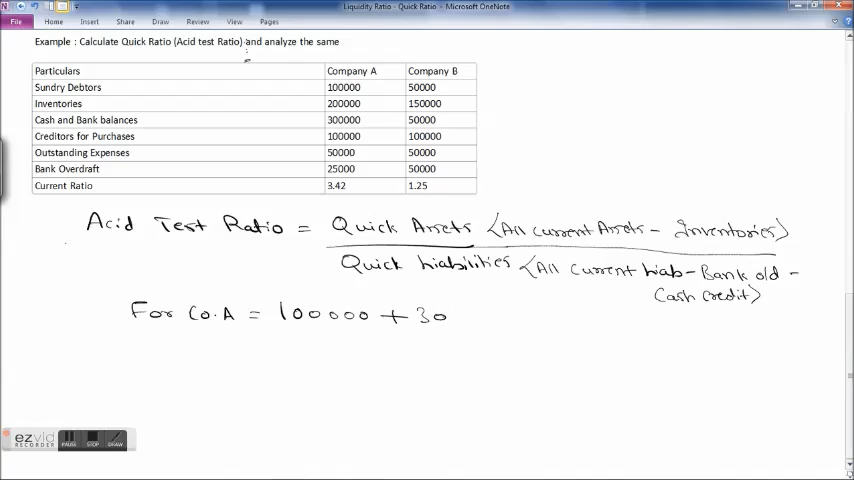 Liquidity Ratio - Quick Ratio - Microsoft OneNote
File Home Insert Share Draw Review View Pages
Example : Calculate Quick Ratio (Acid test Ratio) and analyze the same
Particulars Company A Company B
Sundry Debtors 100000 50000
Inventories 200000 150000
Cash and Bank balances 300000 50000
Creditors for Purchases 100000 100000
Outstanding Expenses 50000 50000
Bank Overdraft 25000 50000
Current Ratio 3.42 1.25
Acid Test Ratio = Quick Assets (All current Assets - Inventories)
Quick Liabilities (All current Liab - Bank o/d -
Cash credit)
For Co.A = 100000 + 30
ezvid
RECORDER
PAUSE STOP DRAW